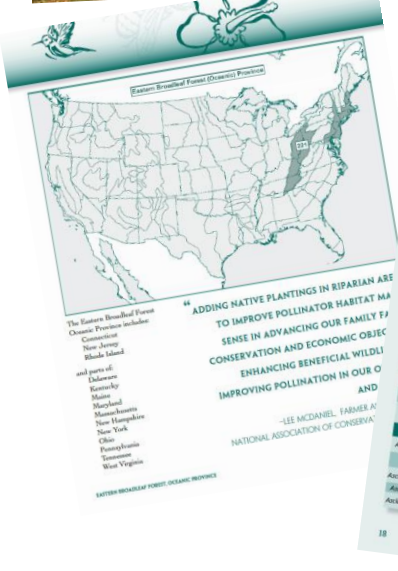 Eastern Broadleaf Forest (Oceanic) Province
221
The Eastern Broadleaf Forest
Oceanic Province includes:
Connecticut
New Jersey
Rhode Island
and parts of:
Delaware
Kentucky
Maine
Maryland
Massachusetts
New Hampshire
New York
Ohio
Pennsylvania
Tennessee
West Virginia
“ ADDING NATIVE PLANTINGS IN RIPARIAN ARE
TO IMPROVE POLLINATOR HABITAT MA
SENSE IN ADVANCING OUR FAMILY FA
CONSERVATION AND ECONOMIC OBJEC
ENHANCING BENEFICIAL WILDLI
IMPROVING POLLINATION IN OUR O
AND
–LEE MCDANIEL, FARMER A
NATIONAL ASSOCIATION OF CONSERVAT
EASTERN BROADLEAF FOREST, OCEANIC PROVINCE
18